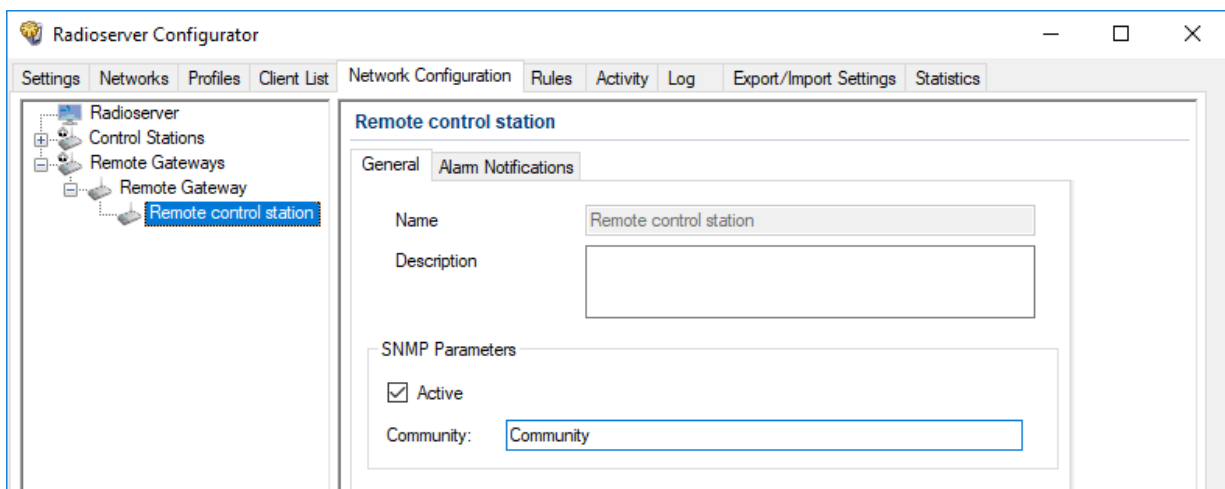 Radioserver Configurator
Settings Networks Profiles Client List Network Configuration Rules Activity Log Export/Import Settings Statistics
Radioserver
Control Stations
Remote Gateways
Remote Gateway
Remote control station
Remote control station
General Alarm Notifications
Name Remote control station
Description
SNMP Parameters
Active
Community: Community